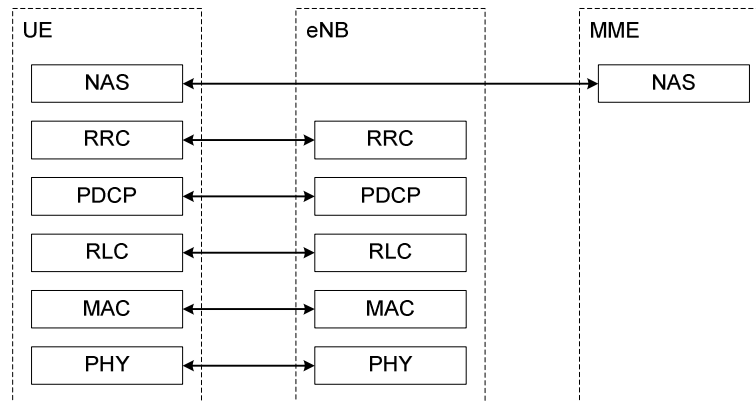 UE eNB MME
NAS NAS
RRC RRC
PDCP PDCP
RLC RLC
MAC MAC
PHY PHY